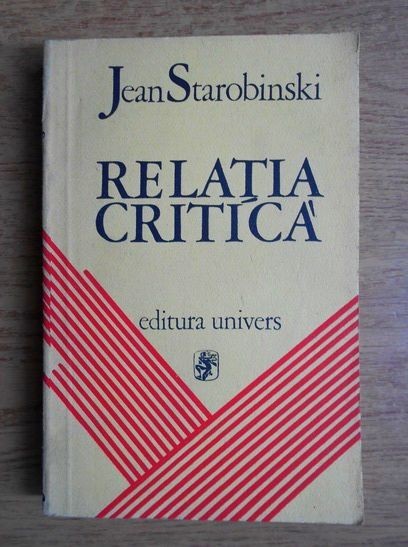 Jean Starobinski
RELAȚIA
CRITICĂ
editura univers